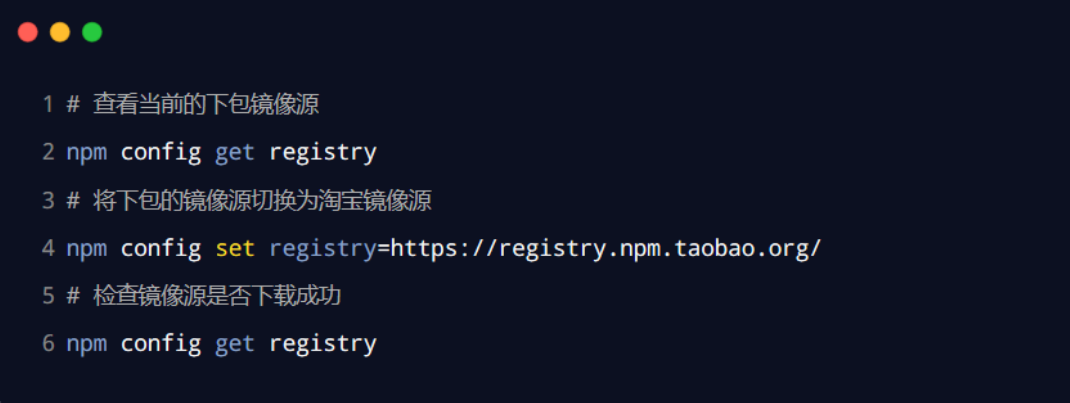 1 # 查看当前的下包镜像源
2 npm config get registry
3 # 将下包的镜像源切换为淘宝镜像源
4 npm config set registry=https://registry.npm.taobao.org/
5 # 检查镜像源是否下载成功
6 npm config get registry